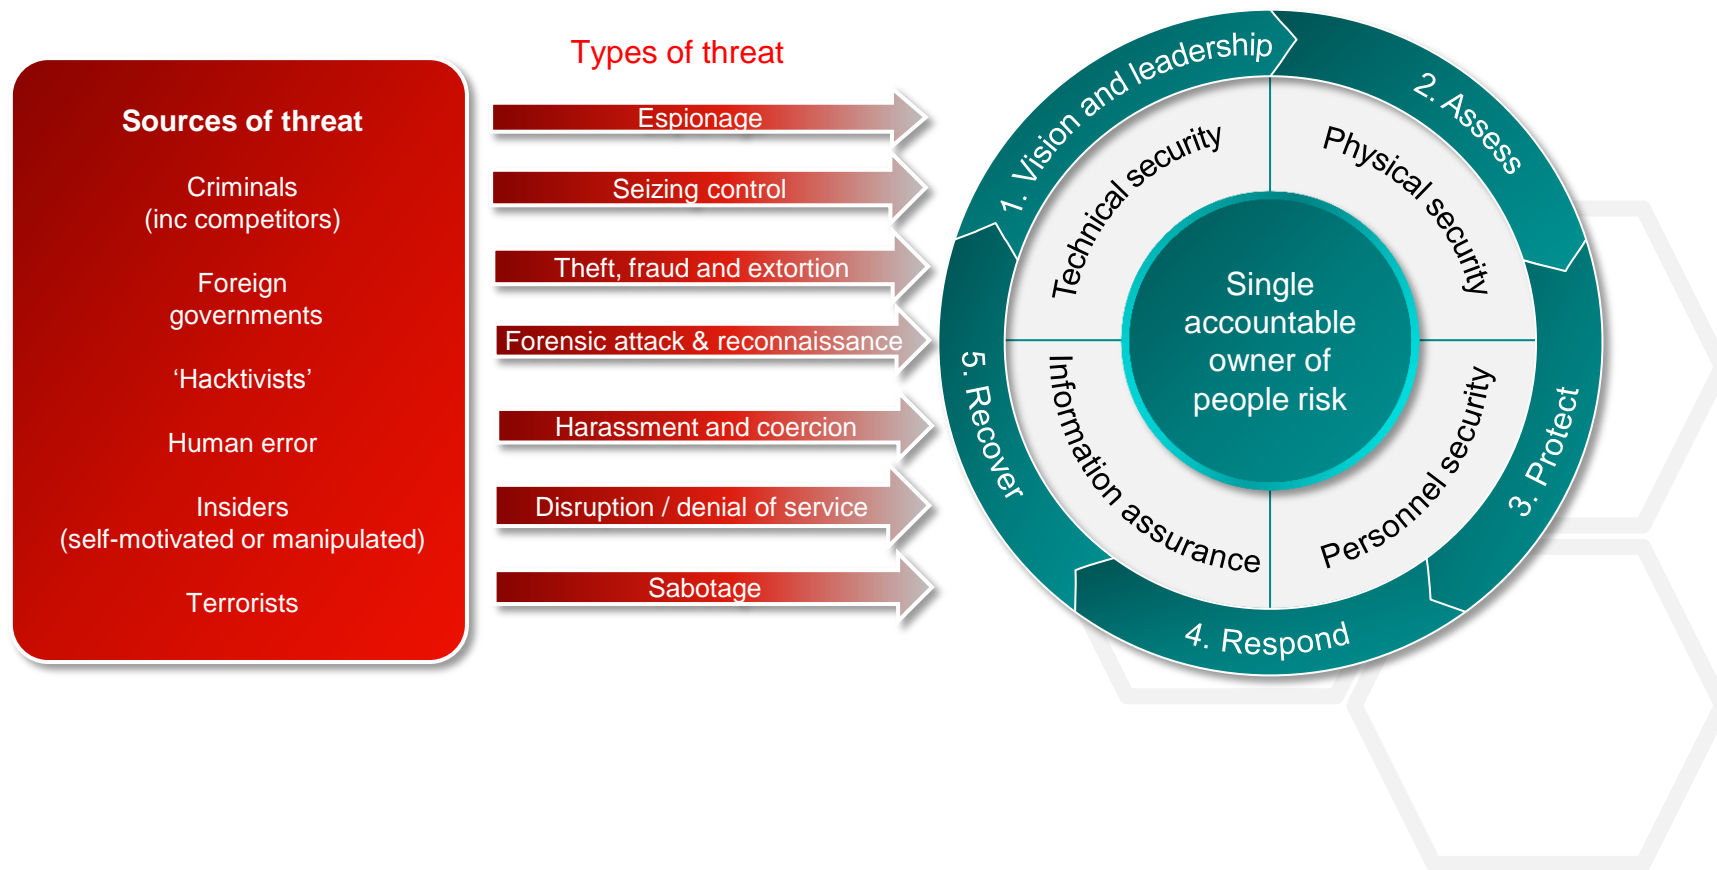 Sources of threat
Criminals
(inc competitors)
Foreign
governments
‘Hacktivists’
Human error
Insiders
(self-motivated or manipulated)
Terrorists
Types of threat
Espionage
Seizing control
Theft, fraud and extortion
Forensic attack & reconnaissance
Harassment and coercion
Disruption / denial of service
Sabotage
1. Vision and leadership
2. Assess
3. Protect
4. Respond
5. Recover
Technical security
Physical security
Personnel security
Information assurance
Single
accountable
owner of
people risk